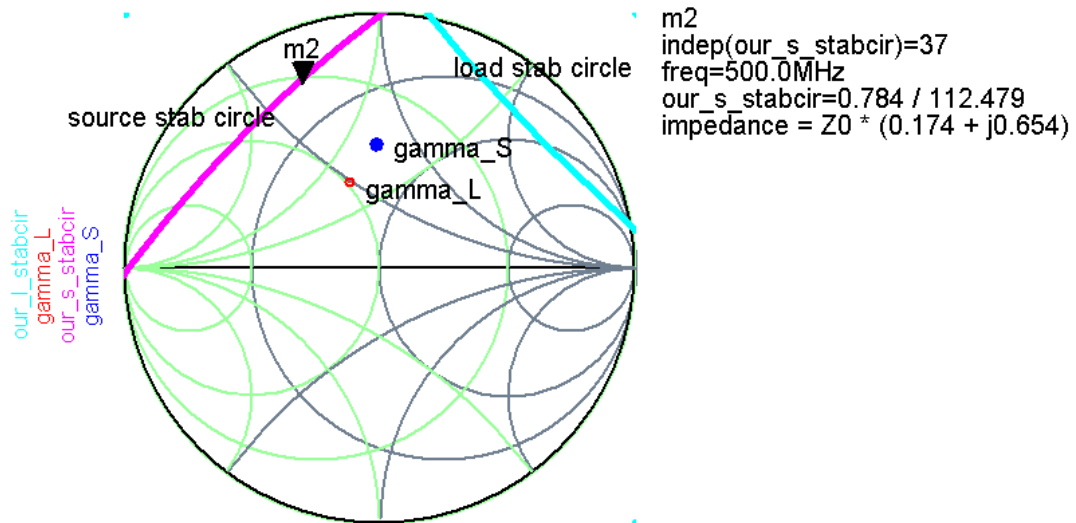 m2
load stab circle
source stab circle
gamma_S
gamma_L
our_l_stabcir
gamma_L
our_s_stabcir
gamma_S
m2
indep(our_s_stabcir)=37
freq=500.0MHz
our_s_stabcir=0.784 / 112.479
impedance = Z0 * (0.174 + j0.654)